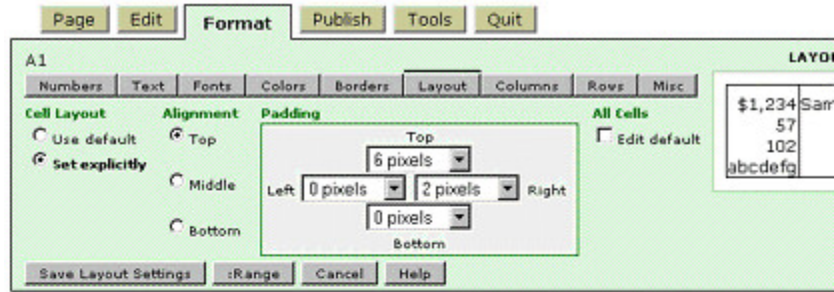 Page Edit Format Publish Tools Quit
A1
LAYOU
Numbers Text Fonts Colors Borders Layout Columns Rows Misc
Cell Layout Alignment Padding All Cells
Use default Top Top Edit default
Set explicitly 6 pixels
Middle Left 0 pixels 2 pixels Right
Bottom 0 pixels
Bottom
$1,234 Sam
57
102
abcdefg
Save Layout Settings :Range Cancel Help